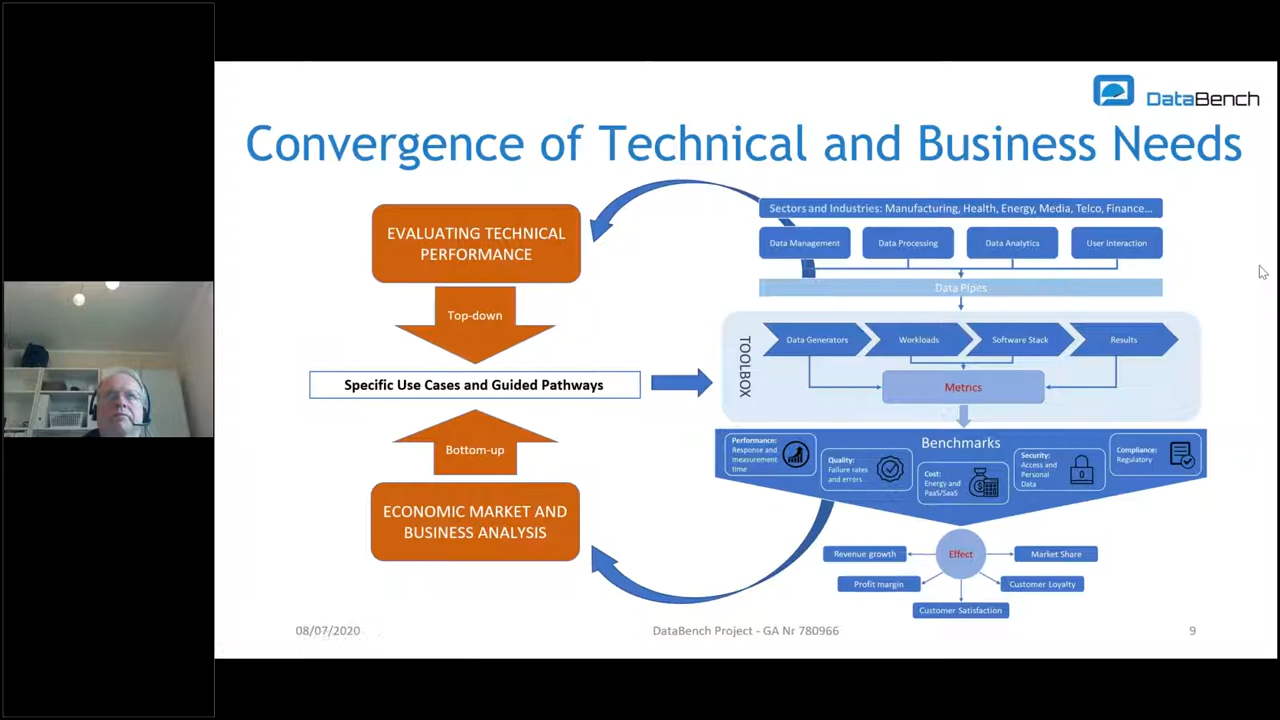 DataBench
Convergence of Technical and Business Needs
EVALUATING TECHNICAL
PERFORMANCE
Top-down
Specific Use Cases and Guided Pathways
Bottom-up
ECONOMIC MARKET AND
BUSINESS ANALYSIS
Sectors and Industries: Manufacturing, Health, Energy, Media, Telco, Finance...
Data Management
Data Processing
Data Analytics
User Interaction
Data Pipes
TOOLBOX
Data Generators
Workloads
Software Stack
Results
Metrics
Benchmarks
Performance:
Response and
measurement
time
Quality:
Failure rates
and errors
Cost:
Energy and
PaaS/SaaS
Security:
Access and
Personal
Data
Compliance:
Regulatory
Effect
Revenue growth
Market Share
Profit margin
Customer Loyalty
Customer Satisfaction
08/07/2020
DataBench Project - GA Nr 780966
9